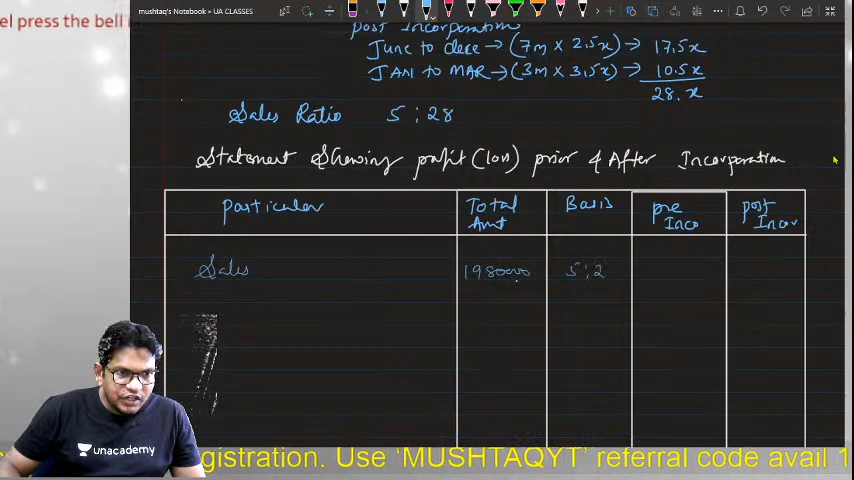 mushtaq's Notebook » UA CLASSES
el press the bell i
post Incorporation
June to dece → (7m x 2.5x) → 17.5x
JAN to MAR → (3m x 3.5x) → 10.5x
28.x
Sales Ratio 5 : 28
Statement Showing profit (loss) prior & After Incorporation
Particular Total Amt Basis pre Inco post Incor
Sales 1980000 5:2
unacademy
gistration. Use ‘MUSHTAQYT’ referral code avail 1